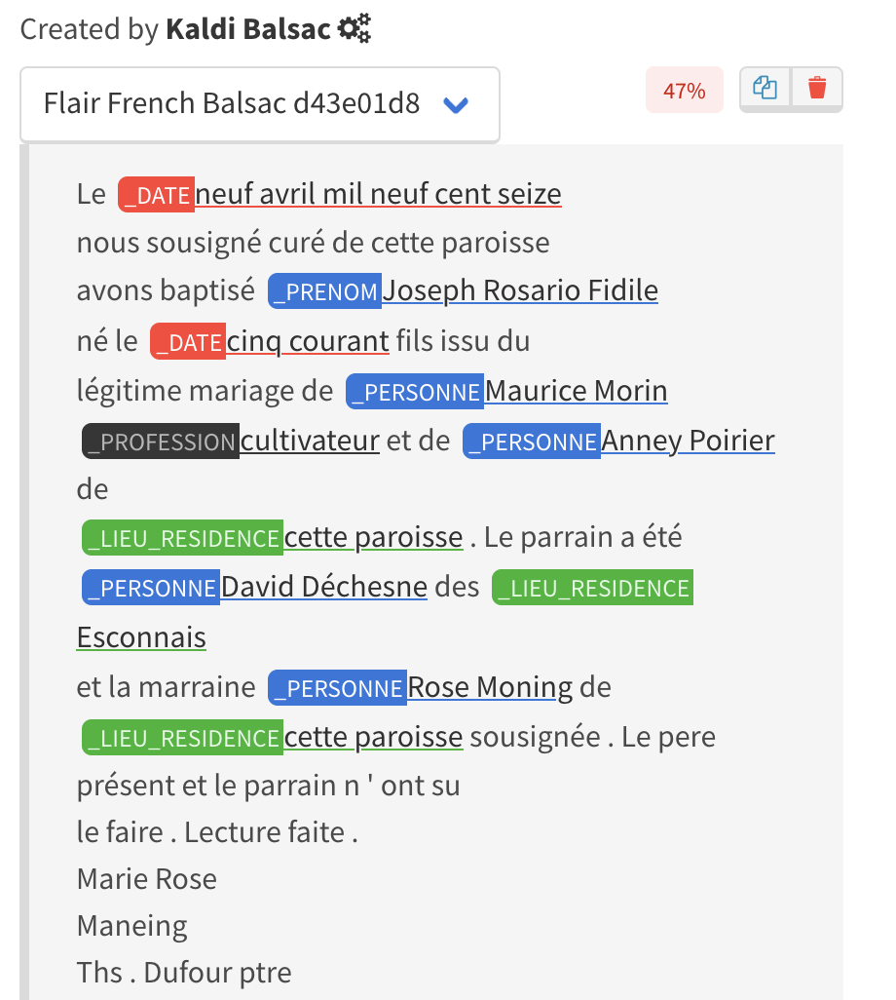 Created by Kaldi Balsac
Flair French Balsac d43e01d8
47%
Le _DATE neuf avril mil neuf cent seize
nous sousigné curé de cette paroisse
avons baptisé _PRENOM Joseph Rosario Fidile
né le _DATE cinq courant fils issu du
légitime mariage de _PERSONNE Maurice Morin
_PROFESSION cultivateur et de _PERSONNE Anney Poirier
de
_LIEU_RESIDENCE cette paroisse . Le parrain a été
_PERSONNE David Déchesne des _LIEU_RESIDENCE
Esconnais
et la marraine _PERSONNE Rose Moning de
_LIEU_RESIDENCE cette paroisse sousignée . Le pere
présent et le parrain n ' ont su
le faire . Lecture faite .
Marie Rose
Maneing
Ths . Dufour ptre